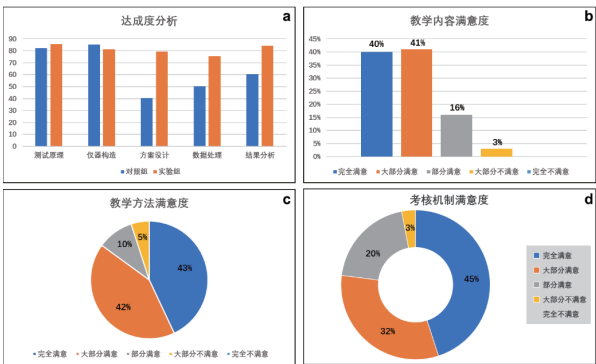 达成度分析
a
90
80
70
60
50
40
30
20
10
0
测试原理 仪器构造 方案设计 数据处理 结果分析
对照组 实验组
教学内容满意度
b
45%
40%
35%
30%
25%
20%
15%
10%
5%
0%
40%
41%
16%
3%
完全满意 大部分满意 部分满意 大部分不满意 完全不满意
教学方法满意度
c
5%
10%
43%
42%
完全满意 大部分满意 部分满意 大部分不满意 完全不满意
考核机制满意度
d
3%
20%
45%
32%
完全满意
大部分满意
部分满意
大部分不满意
完全不满意